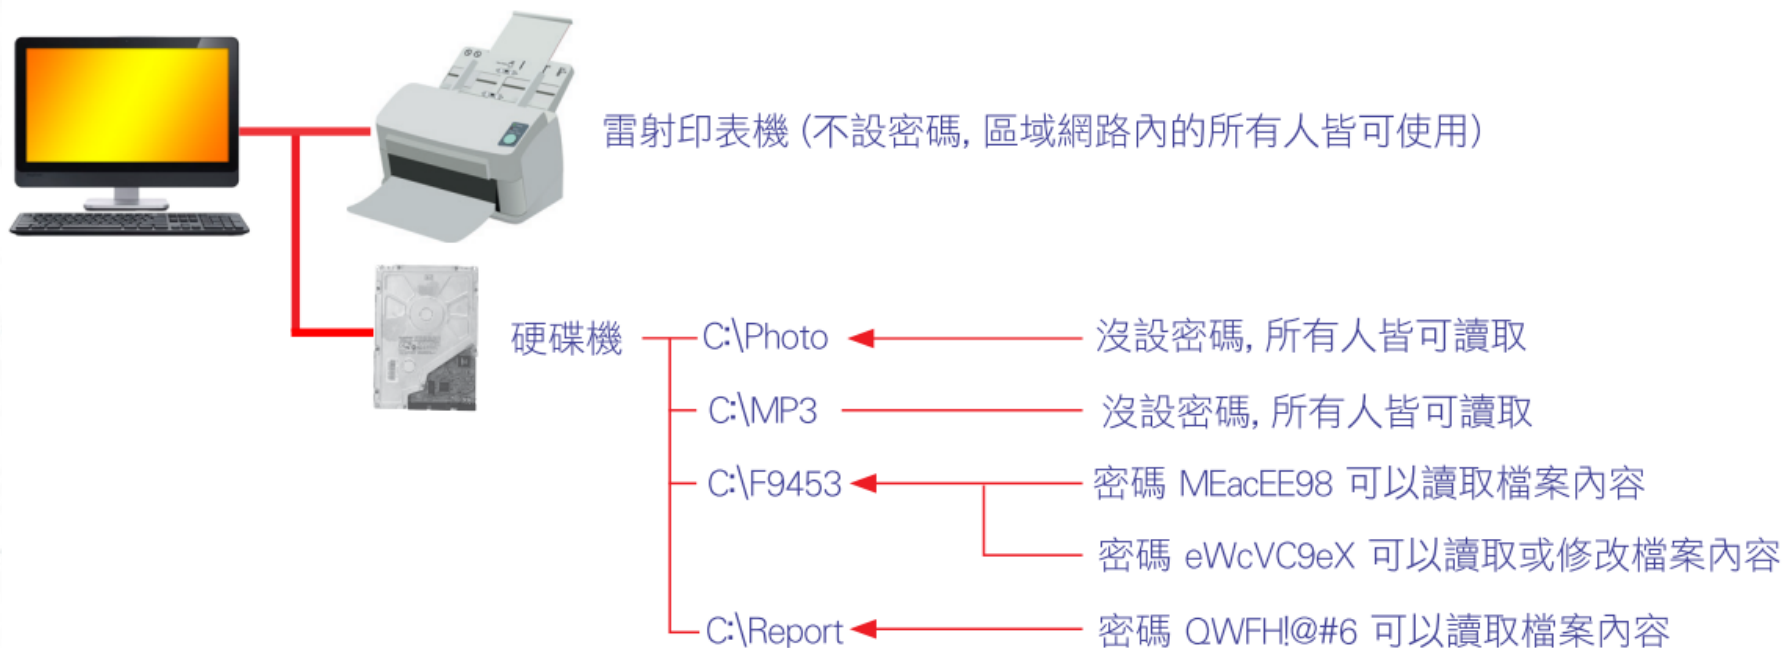 雷射印表機 (不設密碼, 區域網路內的所有人皆可使用)
硬碟機
C:\Photo
沒設密碼, 所有人皆可讀取
C:\MP3
沒設密碼, 所有人皆可讀取
C:\F9453
密碼 MEacEE98 可以讀取檔案內容
密碼 eWcVC9eX 可以讀取或修改檔案內容
C:\Report
密碼 QWFH!@#6 可以讀取檔案內容